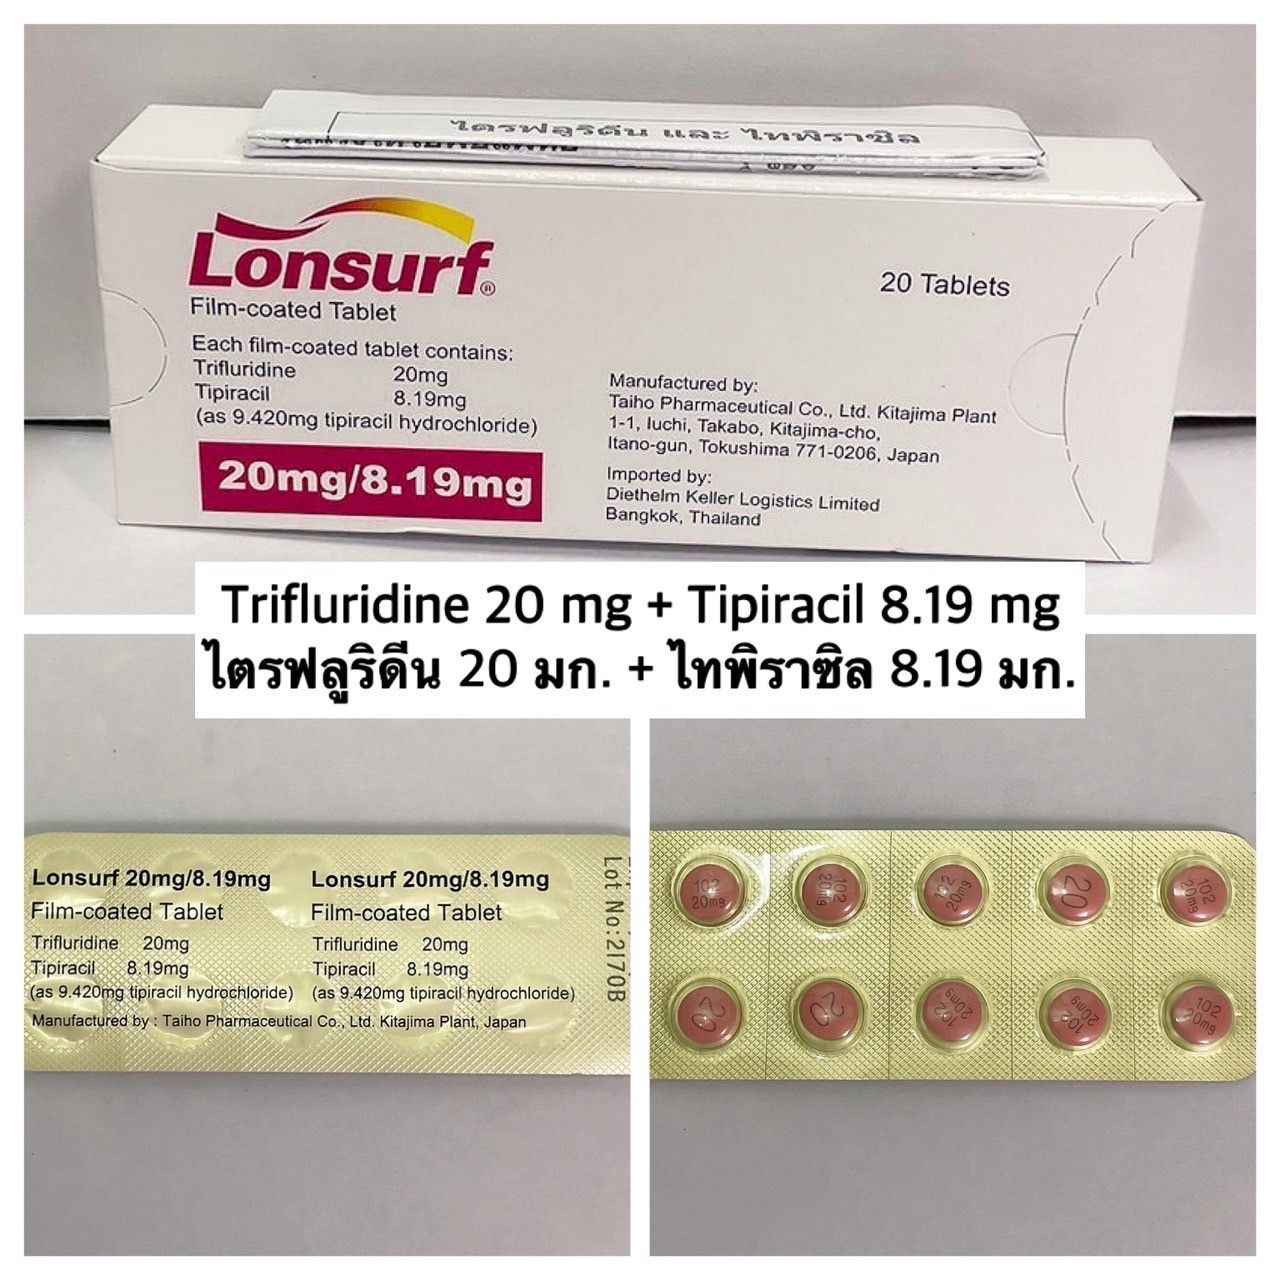 ไตรฟลูริดีน และ ไทพิราซิล
Lonsurf®
Film-coated Tablet
20 Tablets
Each film-coated tablet contains:
Trifluridine 20mg
Tipiracil 8.19mg
(as 9.420mg tipiracil hydrochloride)
20mg/8.19mg
Manufactured by:
Taiho Pharmaceutical Co., Ltd. Kitajima Plant
1-1, Iuchi, Takabo, Kitajima-cho,
Itano-gun, Tokushima 771-0206, Japan
Imported by:
Diethelm Keller Logistics Limited
Bangkok, Thailand
Trifluridine 20 mg + Tipiracil 8.19 mg
ไตรฟลูริดีน 20 มก. + ไทพิราซิล 8.19 มก.
Lonsurf 20mg/8.19mg Lonsurf 20mg/8.19mg
Film-coated Tablet Film-coated Tablet
Trifluridine 20mg Trifluridine 20mg
Tipiracil 8.19mg Tipiracil 8.19mg
(as 9.420mg tipiracil hydrochloride) (as 9.420mg tipiracil hydrochloride)
Manufactured by : Taiho Pharmaceutical Co., Ltd. Kitajima Plant, Japan
Lot No:2170B
102
20mg
102
20mg
102
20mg
20
102
20mg
20
20
102
20mg
102
20mg
102
20mg